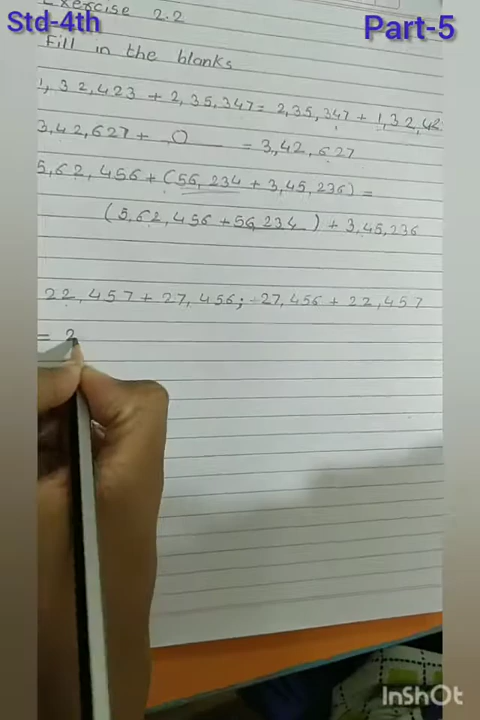 Std-4th
Part-5
Exercise 2.2
Fill in the blanks
1,32,423 + 2,35,347 = 2,35,347 + 1,32,42
3,42,627 + 0 = 3,42,627
5,62,456 + (56,234 + 3,45,236) =
(5,62,456 + 56,234) + 3,45,236
22,457 + 27,456; 27,456 + 22,457
= 2
InShOt